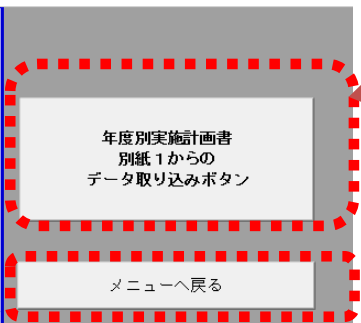 年度別実施計画書
別紙１からの
データ取り込みボタン
メニューへ戻る